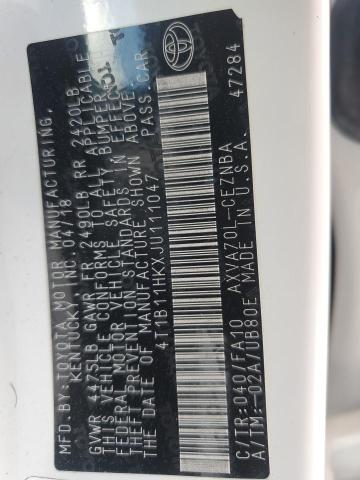 MFD.BY:TOYOTA MOTOR MANUFACTURING,
KENTUCKY, INC. 04/18
GVWR 4475LB GAWR FR 2490LB RR 2420LB
THIS VEHICLE CONFORMS TO ALL APPLICABLE
FEDERAL MOTOR VEHICLE SAFETY, BUMPER, AND
THEFT PREVENTION STANDARDS IN EFFECT ON
THE DATE OF MANUFACTURE SHOWN ABOVE.
4T1B11HKXJU111047 PASS.CAR
C/TR:040/FA10 AXVA70L-CEZNBA
A/TM:-02A/UB80E MADE IN U.S.A. 47284